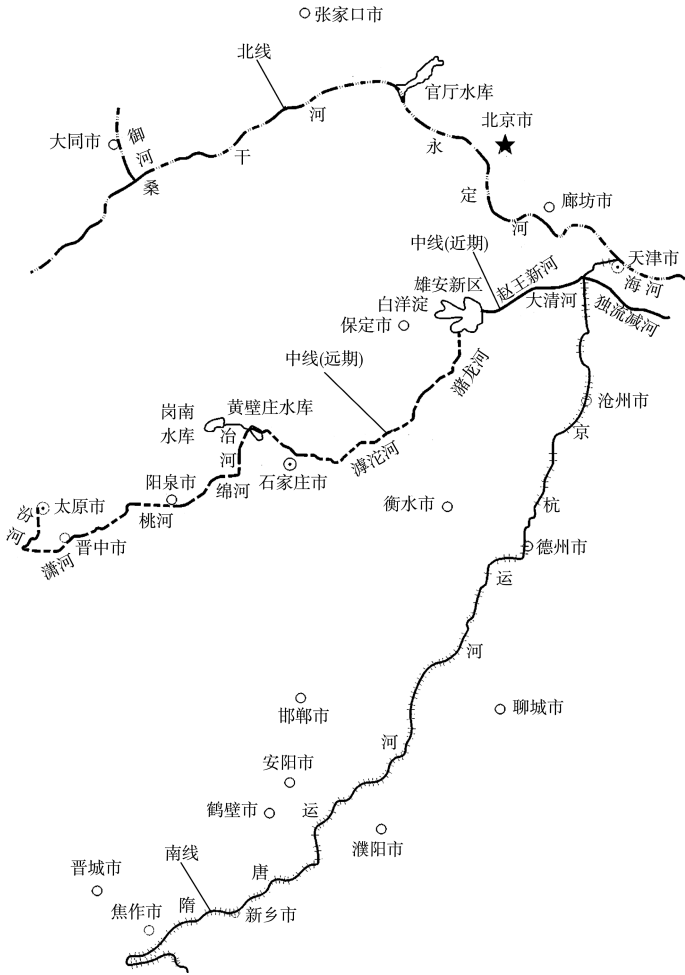 张家口市
北线
官厅水库
河
北京市
大同市
御
河
干
永
桑
定
廊坊市
河
中线(近期)
天津市
赵王新河
海河
雄安新区
白洋淀
大清河
独流减河
保定市
中线(远期)
潴龙河
岗南
水库
黄壁庄水库
冶
河
沧州市
京
滹沱河
石家庄市
阳泉市
绵河
衡水市
杭
太原市
汾
河
桃河
晋中市
潇河
德州市
运
河
邯郸市
聊城市
河
安阳市
鹤壁市
运
濮阳市
南线
晋城市
唐
隋
焦作市
新乡市